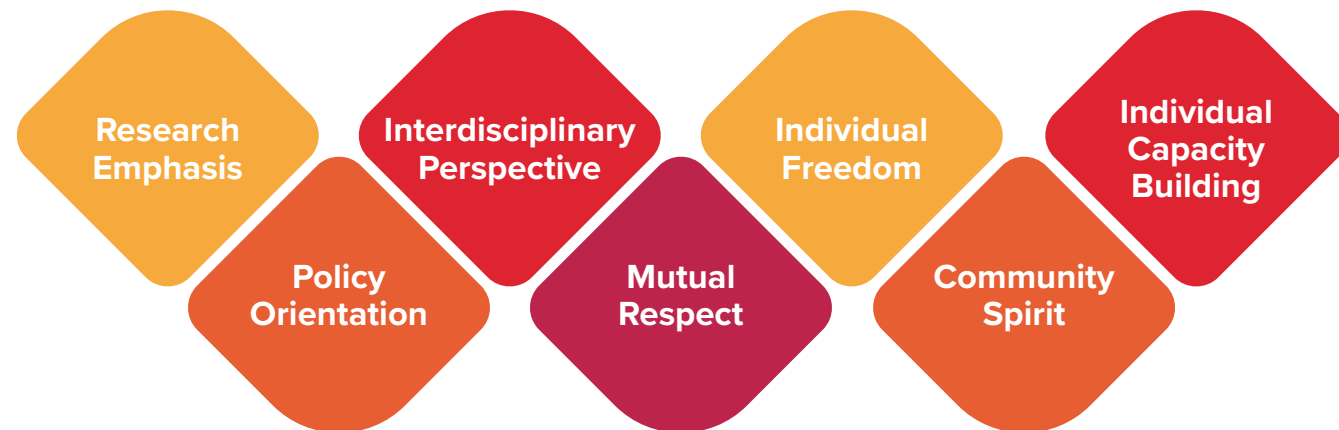 Research
Emphasis
Policy
Orientation
Interdisciplinary
Perspective
Mutual
Respect
Individual
Freedom
Community
Spirit
Individual
Capacity
Building